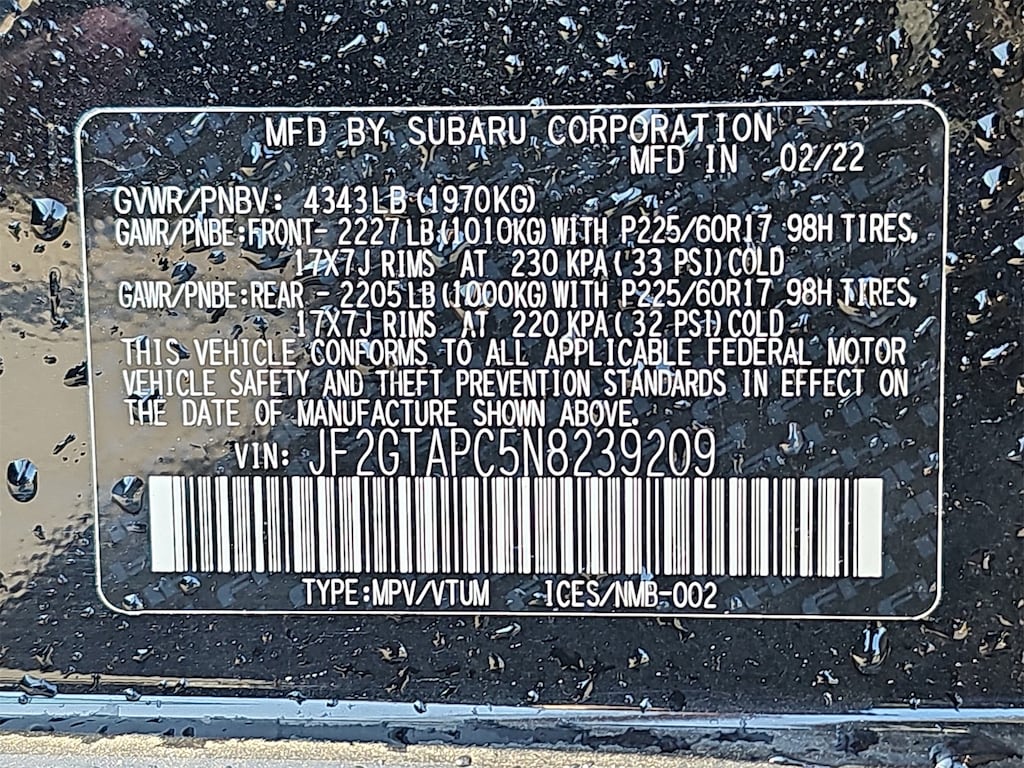 MFD BY SUBARU CORPORATION
MFD IN 02/22
GVWR/PNBV: 4343LB(1970KG)
GAWR/PNBE:FRONT- 2227LB(1010KG)WITH P225/60R17 98H TIRES,
17X7J RIMS AT 230 KPA( 33 PSI)COLD
GAWR/PNBE:REAR - 2205LB(1000KG)WITH P225/60R17 98H TIRES,
17X7J RIMS AT 220 KPA( 32 PSI)COLD
THIS VEHICLE CONFORMS TO ALL APPLICABLE FEDERAL MOTOR
VEHICLE SAFETY AND THEFT PREVENTION STANDARDS IN EFFECT ON
THE DATE OF MANUFACTURE SHOWN ABOVE.
VIN: JF2GTAPC5N8239209
TYPE:MPV/VTUM ICES/NMB-002